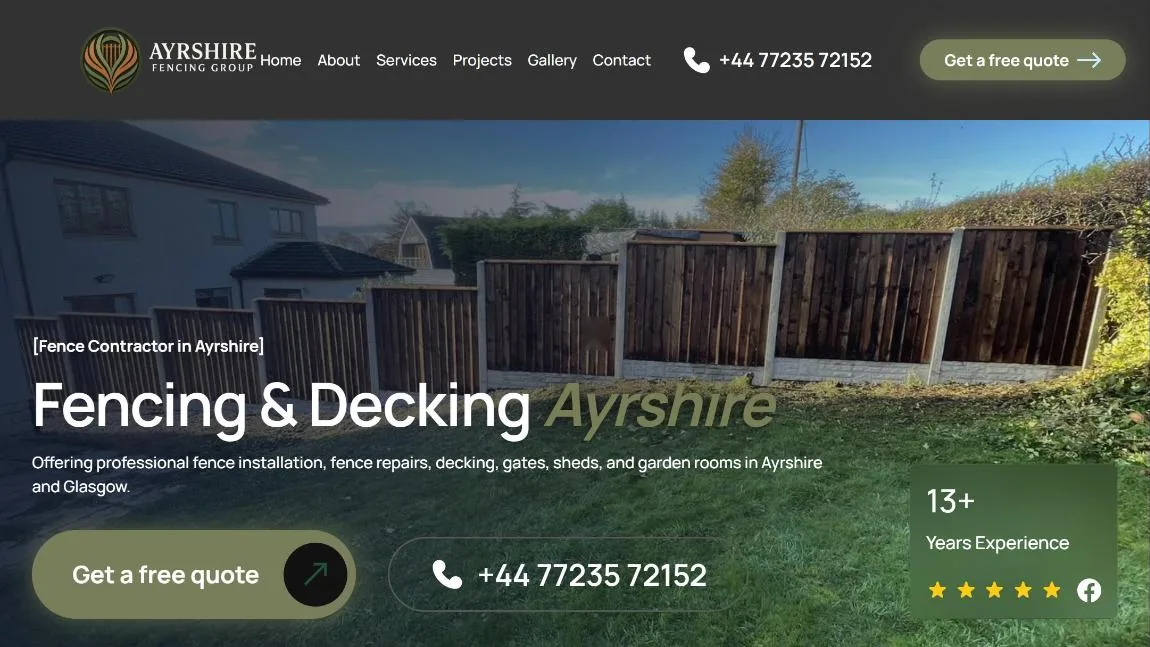 AYRSHIRE
FENCING GROUP
Home About Services Projects Gallery Contact
+44 77235 72152
Get a free quote
[Fence Contractor in Ayrshire]
Fencing & Decking Ayrshire
Offering professional fence installation, fence repairs, decking, gates, sheds, and garden rooms in Ayrshire
and Glasgow.
Get a free quote
+44 77235 72152
13+
Years Experience